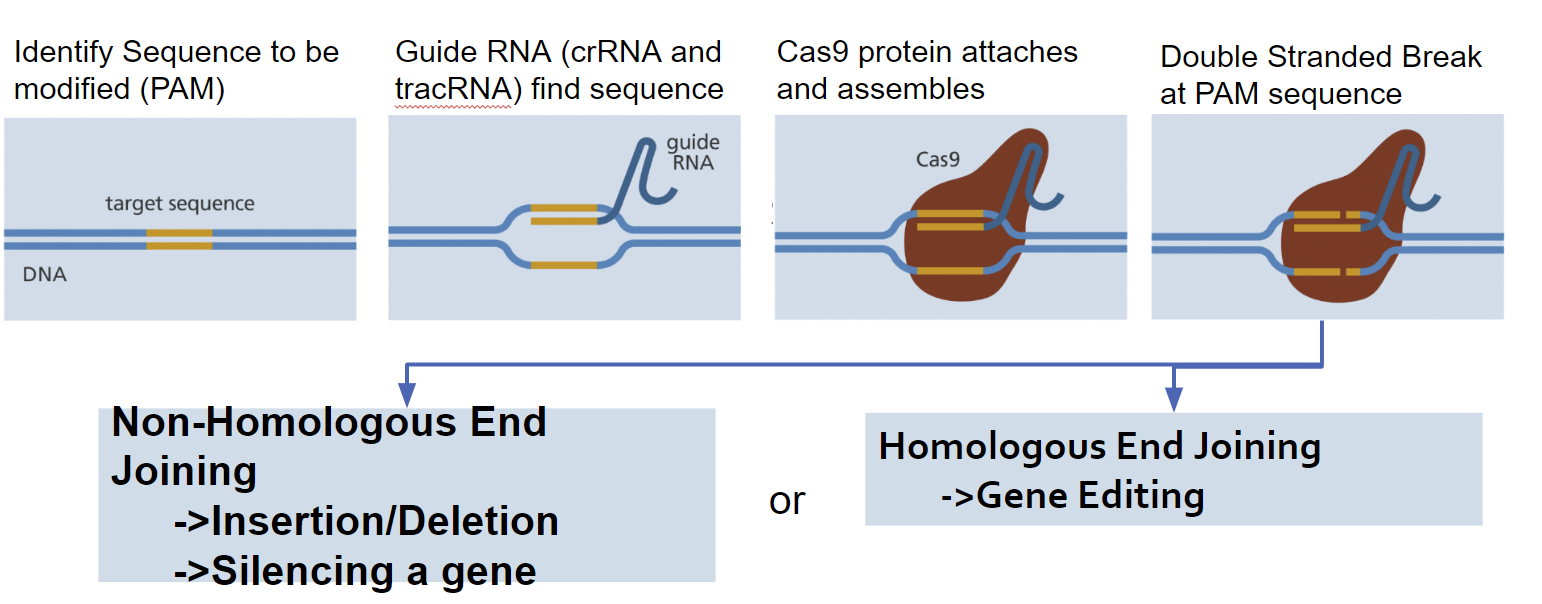 Identify Sequence to be
modified (PAM)
Guide RNA (crRNA and
tracRNA) find sequence
Cas9 protein attaches
and assembles
Double Stranded Break
at PAM sequence
target sequence
DNA
guide
RNA
Cas9
Non-Homologous End
Joining
->Insertion/Deletion
->Silencing a gene
or
Homologous End Joining
->Gene Editing